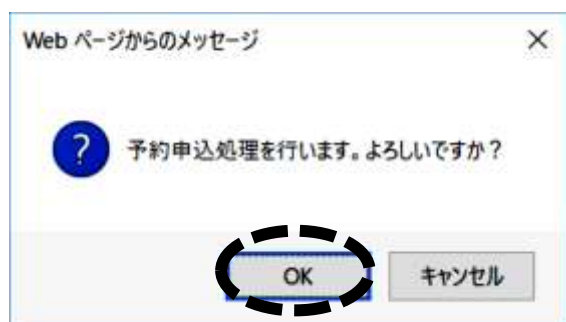 Web ページからのメッセージ
予約申込処理を行います。よろしいですか？
OK キャンセル